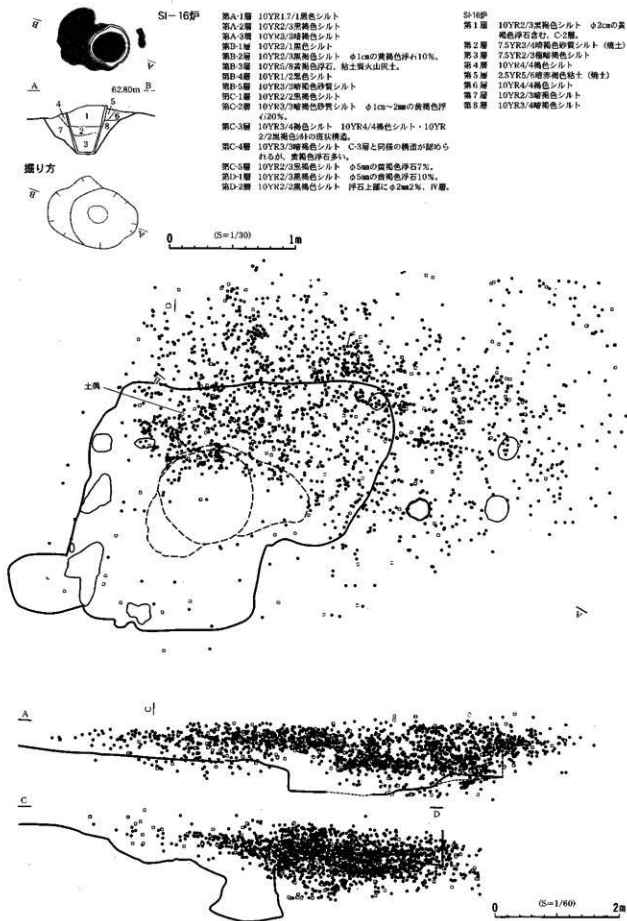 SI-16炉
第A-1層 10YR1.7/1黒色シルト
第A-2層 10YR2/3黒褐色シルト
第A-3層 10YR3/3暗褐色シルト
第B-1層 10YR2/1黒色シルト
第B-2層 10YR2/3黒褐色シルト φ1cmの黄褐色浮石10%。
第B-3層 10YR5/8黄褐色浮石、粘土質火山灰土。
第B-4層 10YR1/2黒色シルト
第B-5層 10YR3/3暗褐色砂質シルト
第C-1層 10YR2/2黒褐色シルト
第C-2層 10YR3/3暗褐色砂質シルト φ1cm~2mmの黄褐色浮
石20%。
第C-3層 10YR3/4褐色シルト 10YR4/4褐色シルト・10YR
2/2黒褐色シルトの斑状構造。
第C-4層 10YR3/3暗褐色シルト C-3層と同様の構造が認めら
れるが、黄褐色浮石多い。
第C-5層 10YR2/3黒褐色シルト φ5mmの黄褐色浮石7%。
第D-1層 10YR2/3黒褐色シルト φ5mmの黄褐色浮石10%。
第D-2層 10YR2/2黒褐色シルト 浮石上部にφ2mm2%、Ⅳ層。
SI-16炉
第1層 10YR2/3黒褐色シルト φ2cmの黄
褐色浮石含む、C-2層。
第2層 7.5YR3/4暗褐色砂質シルト（焼土）
第3層 7.5YR2/3極暗褐色シルト
第4層 10YR4/4褐色シルト
第5層 2.5YR5/6暗赤褐色粘土（焼土）
第6層 10YR4/4褐色シルト
第7層 10YR2/3暗褐色シルト
第8層 10YR3/4暗褐色シルト
B
A
A 62.80m B
4 1 5
7 2 8 6
3
掘り方
B
A
0 (S=1/30) 1m
D
土偶
A
A C
C D
0 (S=1/60) 2m